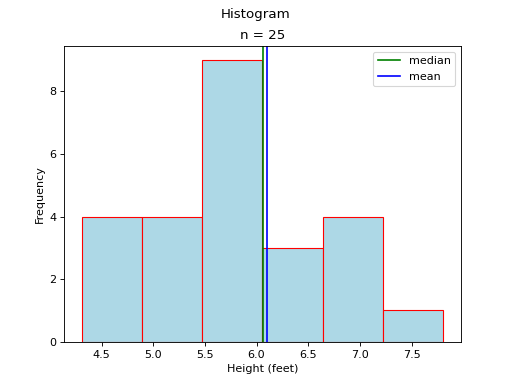 Histogram
n = 25
median
mean
Frequency
8
6
4
2
0
4.5 5.0 5.5 6.0 6.5 7.0 7.5
Height (feet)